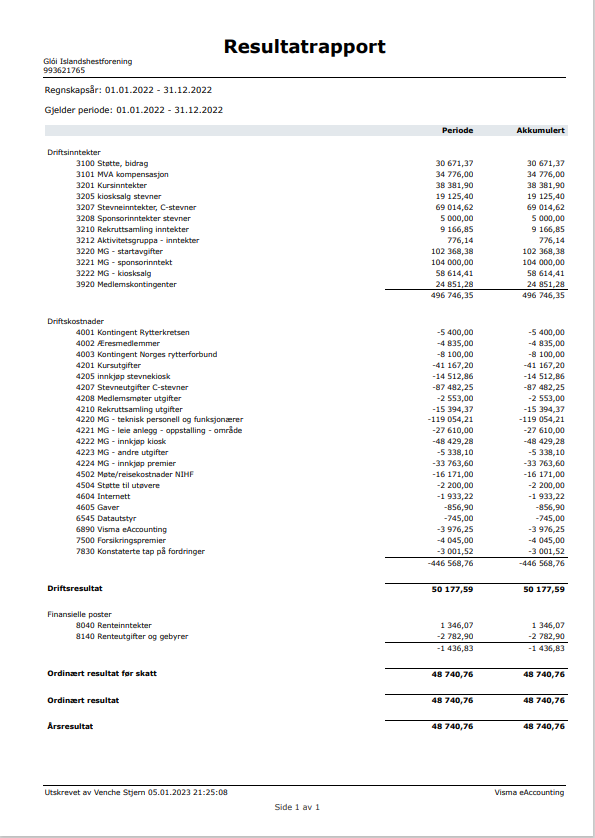 Resultatrapport
Glói Islandshestforening
993621765
Regnskapsår: 01.01.2022 - 31.12.2022
Gjelder periode: 01.01.2022 - 31.12.2022
Periode Akkumulert
Driftsinntekter
3100 Støtte, bidrag 30 671,37 30 671,37
3101 MVA kompensasjon 34 776,00 34 776,00
3201 Kursinntekter 38 381,90 38 381,90
3205 kiosksalg stevner 19 125,40 19 125,40
3207 Stevneinntekter, C-stevner 69 014,62 69 014,62
3208 Sponsorinntekter stevner 5 000,00 5 000,00
3210 Rekruttsamling inntekter 9 166,85 9 166,85
3212 Aktivitetsgruppa - inntekter 776,14 776,14
3220 MG - startavgifter 102 368,38 102 368,38
3221 MG - sponsorinntekt 104 000,00 104 000,00
3222 MG - kiosksalg 58 614,41 58 614,41
3920 Medlemskontingenter 24 851,28 24 851,28
496 746,35 496 746,35
Driftskostnader
4001 Kontingent Rytterkretsen -5 400,00 -5 400,00
4002 Æresmedlemmer -4 835,00 -4 835,00
4003 Kontingent Norges rytterforbund -8 100,00 -8 100,00
4201 Kursutgifter -41 167,20 -41 167,20
4205 innkjøp stevnekiosk -14 512,86 -14 512,86
4207 Stevneutgifter C-stevner -87 482,25 -87 482,25
4208 Medlemsmøter utgifter -2 553,00 -2 553,00
4210 Rekruttsamling utgifter -15 394,37 -15 394,37
4220 MG - teknisk personell og funksjonærer -119 054,21 -119 054,21
4221 MG - leie anlegg - oppstalling - område -27 610,00 -27 610,00
4222 MG - innkjøp kiosk -48 429,28 -48 429,28
4223 MG - andre utgifter -5 338,10 -5 338,10
4224 MG - innkjøp premier -33 763,60 -33 763,60
4502 Møte/reisekostnader NIHF -16 171,00 -16 171,00
4504 Støtte til utøvere -2 200,00 -2 200,00
4604 Internett -1 933,22 -1 933,22
4605 Gaver -856,90 -856,90
6545 Datautstyr -745,00 -745,00
6890 Visma eAccounting -3 976,25 -3 976,25
7500 Forsikringspremier -4 045,00 -4 045,00
7830 Konstaterte tap på fordringer -3 001,52 -3 001,52
-446 568,76 -446 568,76
Driftsresultat 50 177,59 50 177,59
Finansielle poster
8040 Renteinntekter 1 346,07 1 346,07
8140 Renteutgifter og gebyrer -2 782,90 -2 782,90
-1 436,83 -1 436,83
Ordinært resultat før skatt 48 740,76 48 740,76
Ordinært resultat 48 740,76 48 740,76
Årsresultat 48 740,76 48 740,76
Utskrevet av Venche Stjern 05.01.2023 21:25:08 Visma eAccounting
Side 1 av 1